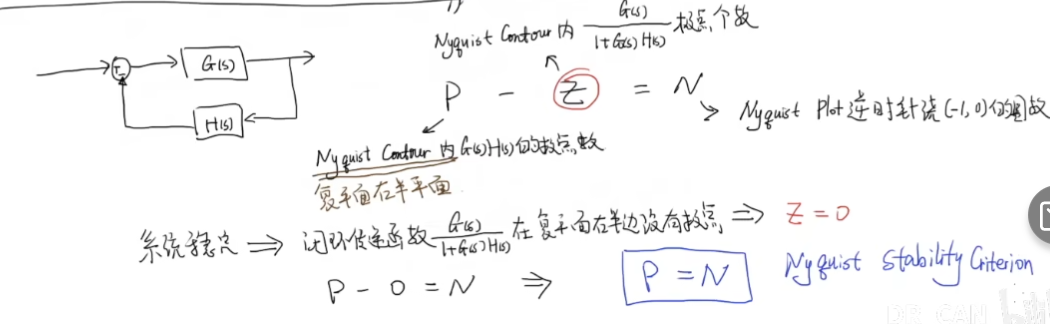 Nyquist Contour 内 G(s)/(1+G(s)H(s)) 极点个数
G(s)
H(s)
P - Z = N
Nyquist Plot 逆时针绕(-1,0)的圈数
Nyquist Contour 内 G(s)H(s)的极点数
复平面右半平面
系统稳定 ⇒ 闭环传递函数 G(s)/(1+G(s)H(s)) 在复平面右半边没有极点 ⇒ Z=0
P - 0 = N ⇒ P = N Nyquist Stability Criterion
DR CAN